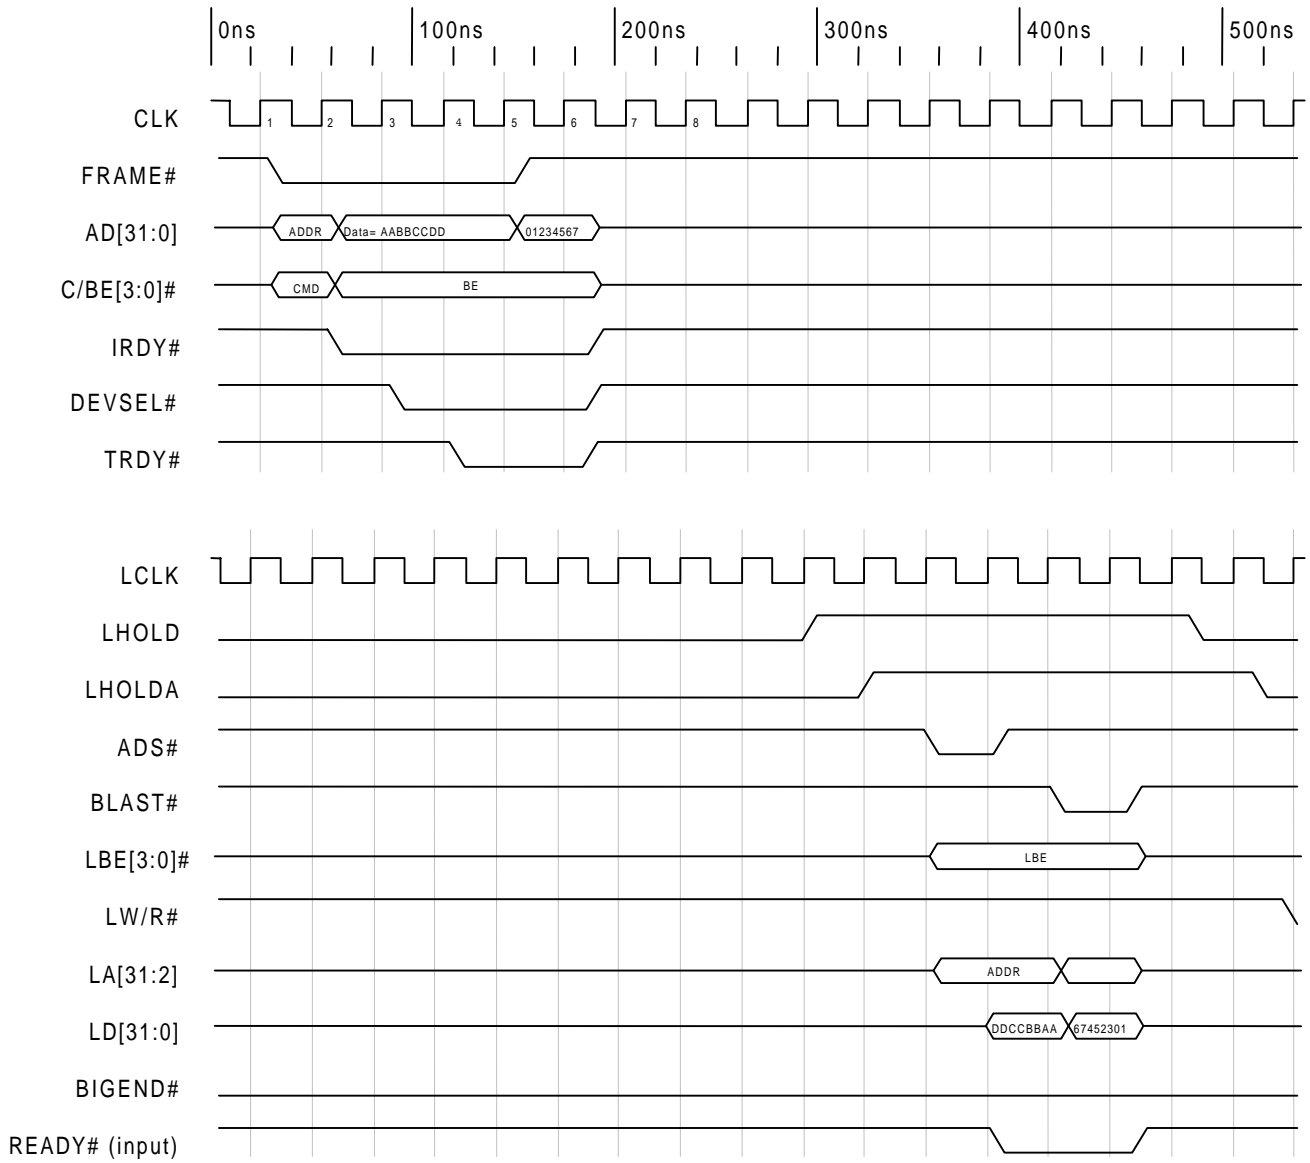 0ns 100ns 200ns 300ns 400ns 500ns
CLK 1 2 3 4 5 6 7 8
FRAME#
AD[31:0] ADDR Data= AABBCCDD 01234567
C/BE[3:0]# CMD BE
IRDY#
DEVSEL#
TRDY#
LCLK
LHOLD
LHOLDA
ADS#
BLAST#
LBE[3:0]# LBE
LW/R#
LA[31:2] ADDR
LD[31:0] DDCCBBAA 67452301
BIGEND#
READY# (input)